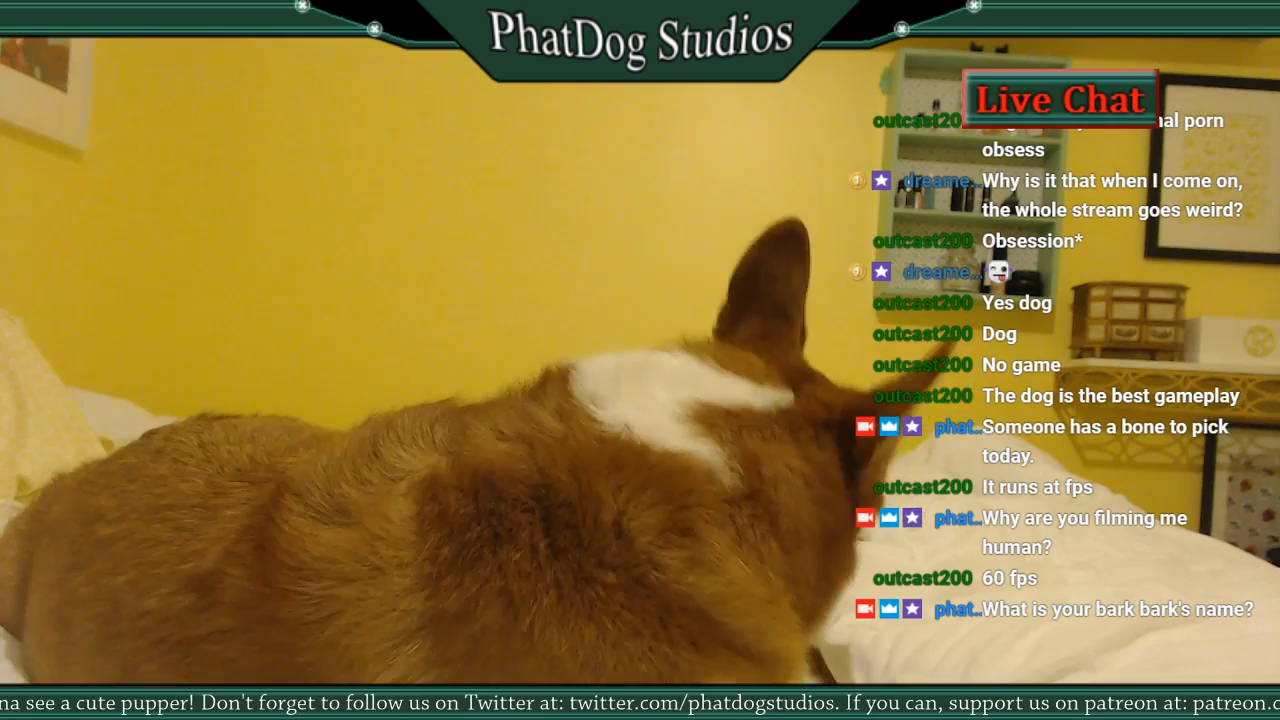 PhatDog Studios
Live Chat
nal porn
obsess
dreame.. Why is it that when I come on,
the whole stream goes weird?
outcast200 Obsession*
dreame..
outcast200 Yes dog
outcast200 Dog
outcast200 No game
outcast200 The dog is the best gameplay
phat.. Someone has a bone to pick
today.
outcast200 It runs at fps
phat.. Why are you filming me
human?
outcast200 60 fps
phat.. What is your bark bark's name?
na see a cute pupper! Don't forget to follow us on Twitter at: twitter.com/phatdogstudios. If you can, support us on patreon at: patreon.c